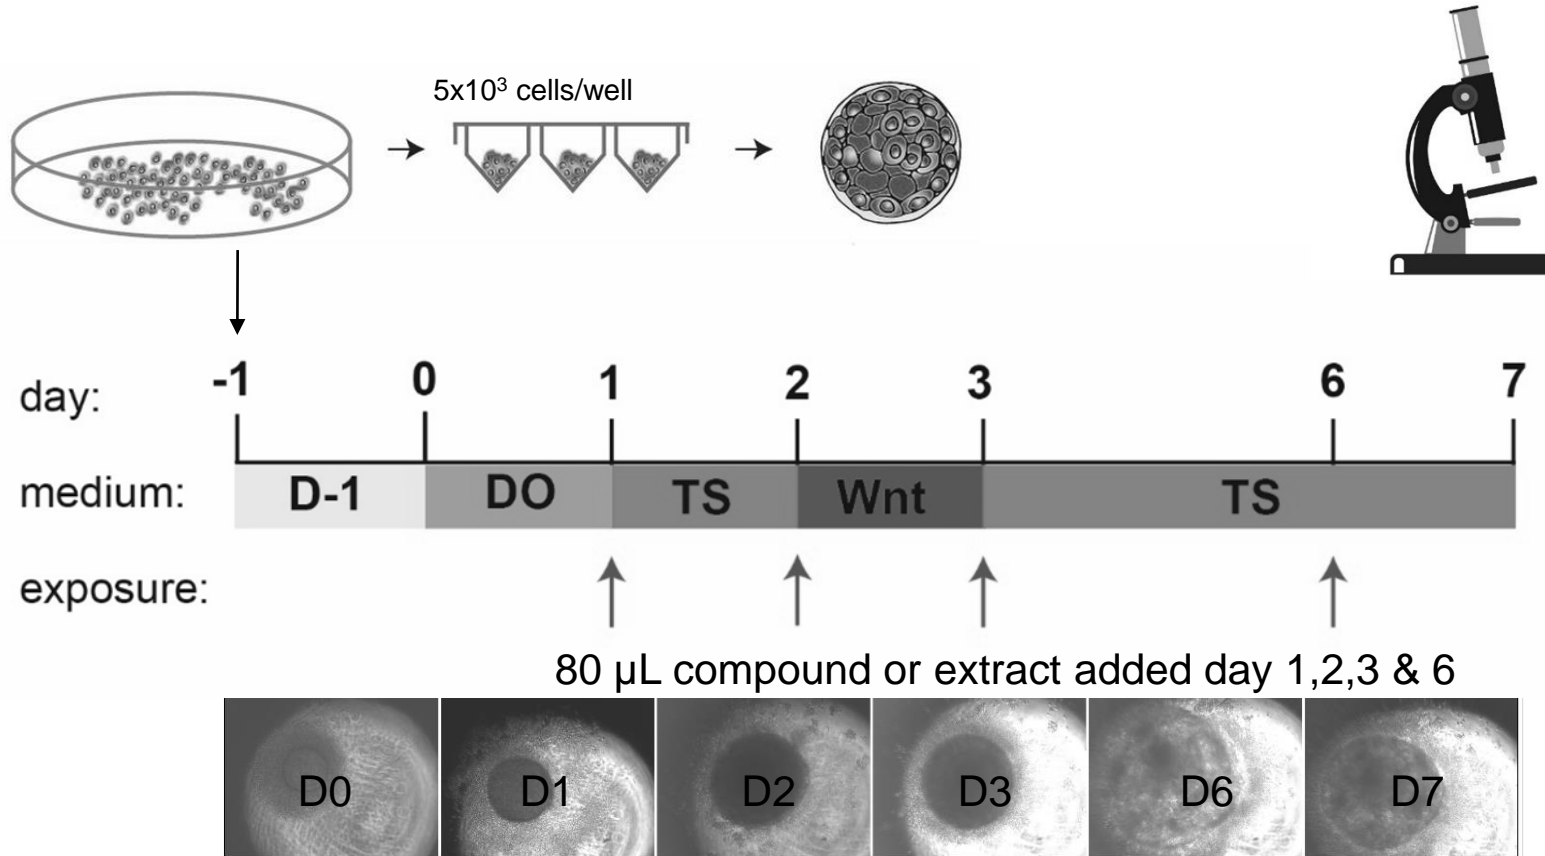 5x10³ cells/well
day: -1 0 1 2 3 6 7
medium: D-1 DO TS Wnt TS
exposure:
80 µL compound or extract added day 1,2,3 & 6
D0 D1 D2 D3 D6 D7